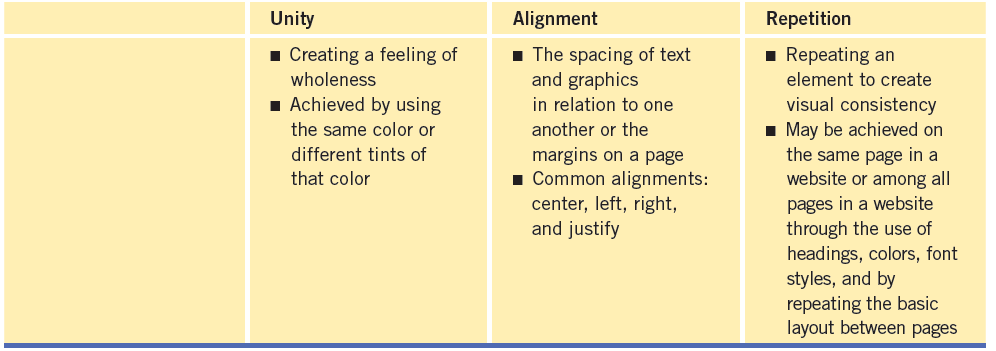 Unity
■ Creating a feeling of
wholeness
■ Achieved by using
the same color or
different tints of
that color
Alignment
■ The spacing of text
and graphics
in relation to one
another or the
margins on a page
■ Common alignments:
center, left, right,
and justify
Repetition
■ Repeating an
element to create
visual consistency
■ May be achieved on
the same page in a
website or among all
pages in a website
through the use of
headings, colors, font
styles, and by
repeating the basic
layout between pages